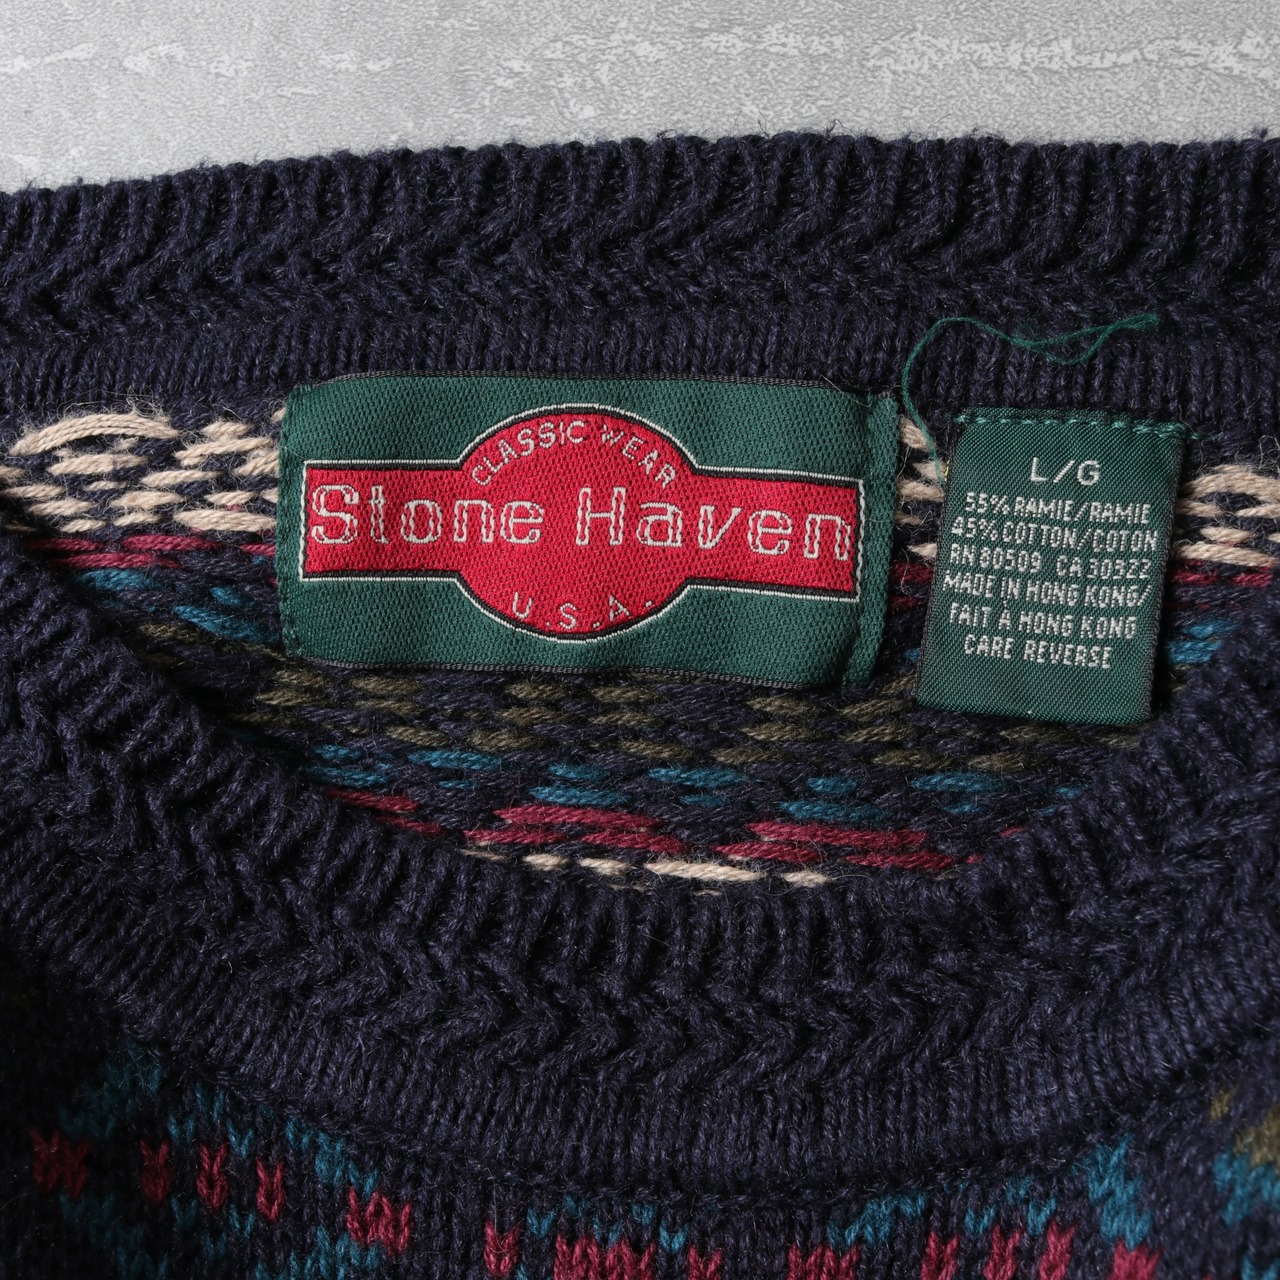 CLASSIC WEAR
Stone Haven
U.S.A.
L/G
55% RAMIE/RAMIE
45% COTTON/COTON
RN 80509 CA 30522
MADE IN HONG KONG/
FAIT À HONG KONG
CARE REVERSE